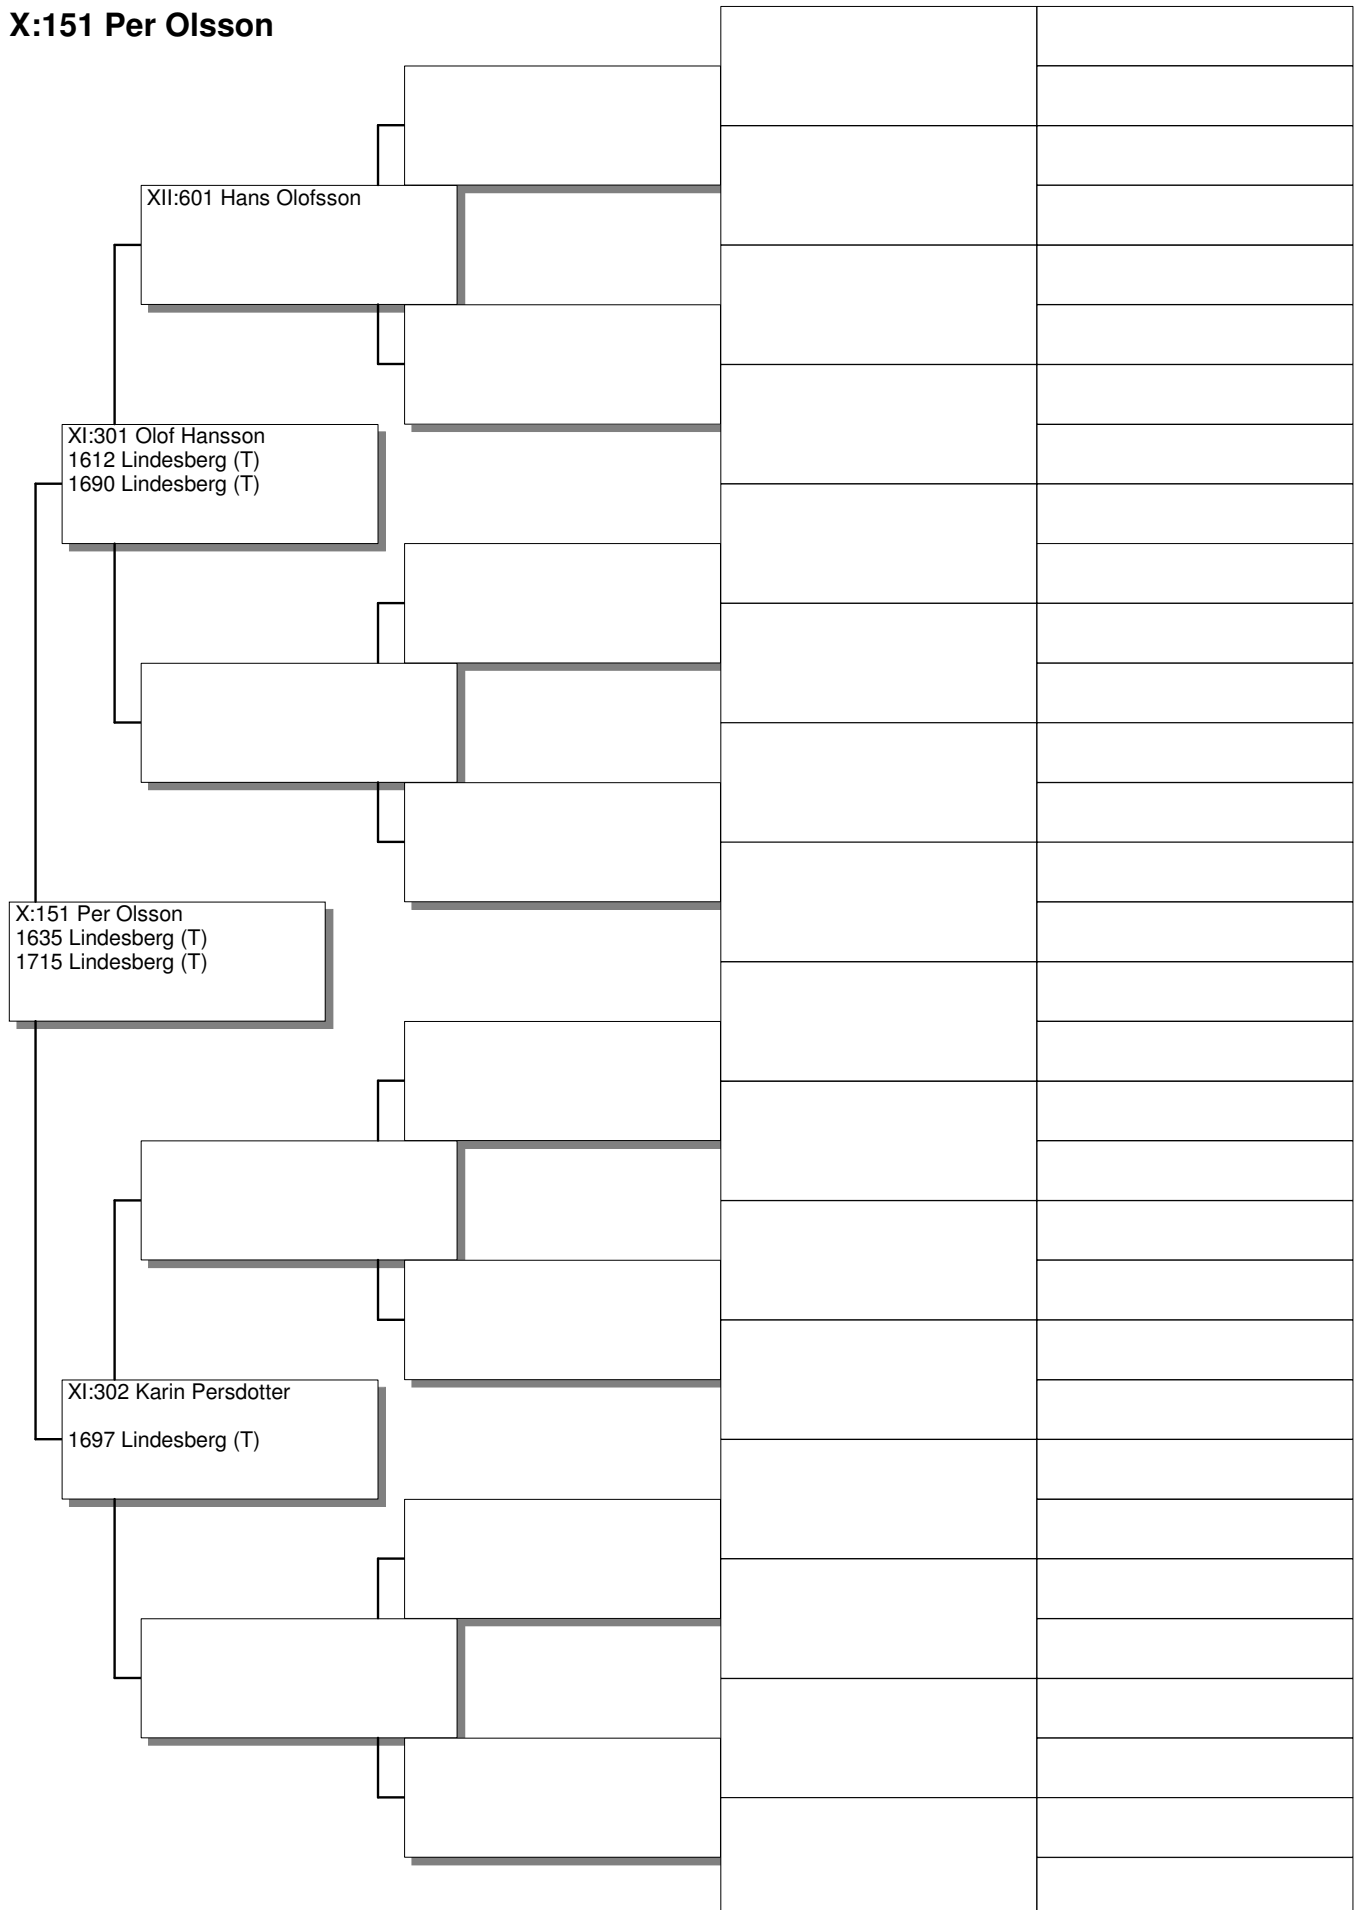 X:151 Per Olsson
XII:601 Hans Olofsson
XI:301 Olof Hansson
1612 Lindesberg (T)
1690 Lindesberg (T)
X:151 Per Olsson
1635 Lindesberg (T)
1715 Lindesberg (T)
XI:302 Karin Persdotter
1697 Lindesberg (T)